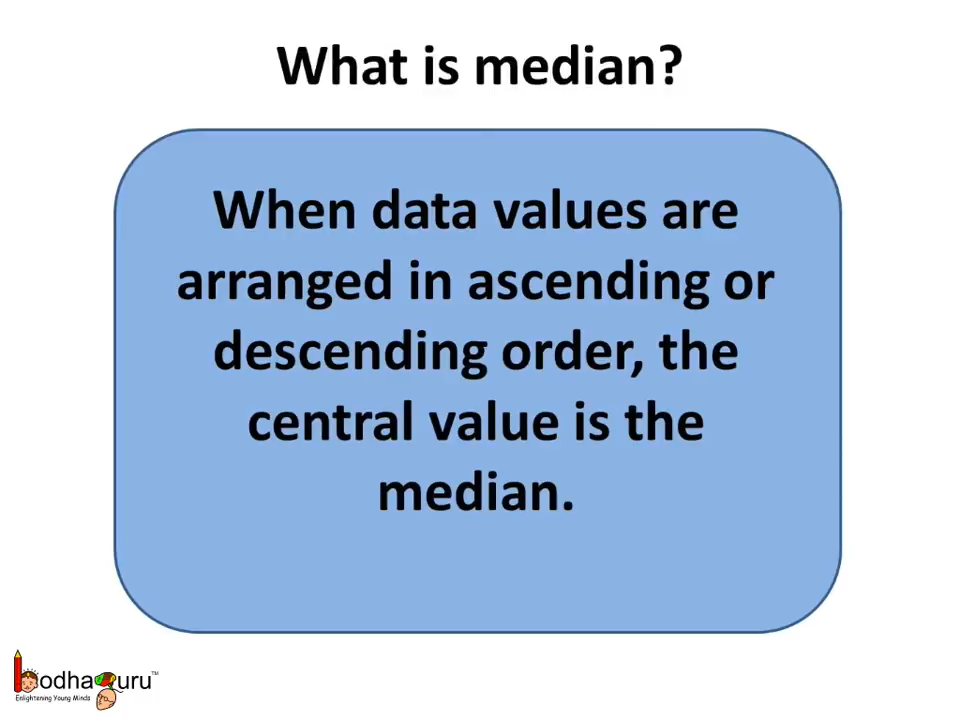 What is median?
When data values are
arranged in ascending or
descending order, the
central value is the
median.
BodhaGuru™
Enlightening Young Minds